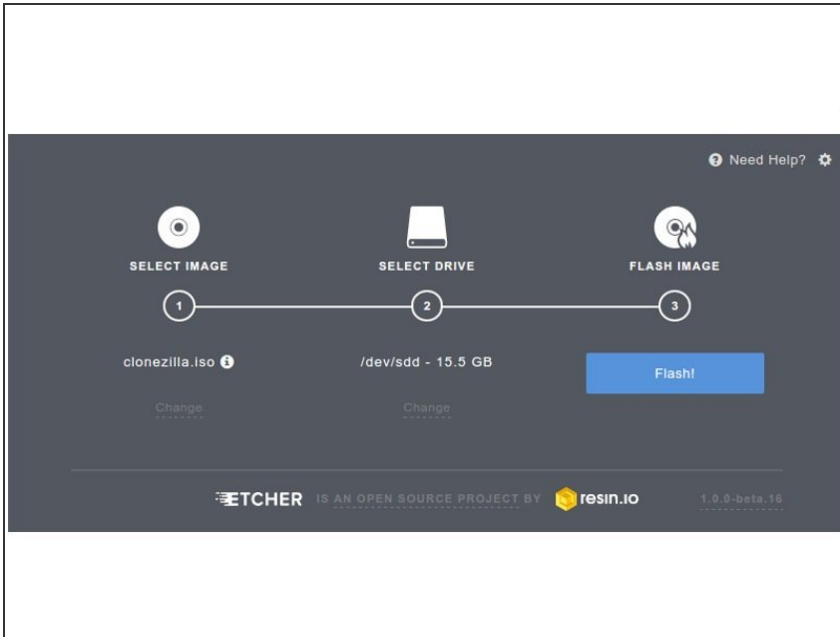 Need Help?
SELECT IMAGE
SELECT DRIVE
FLASH IMAGE
1
2
3
clonezilla.iso
/dev/sdd - 15.5 GB
Flash!
Change
Change
ETCHER IS AN OPEN SOURCE PROJECT BY resin.io 1.0.0-beta.16